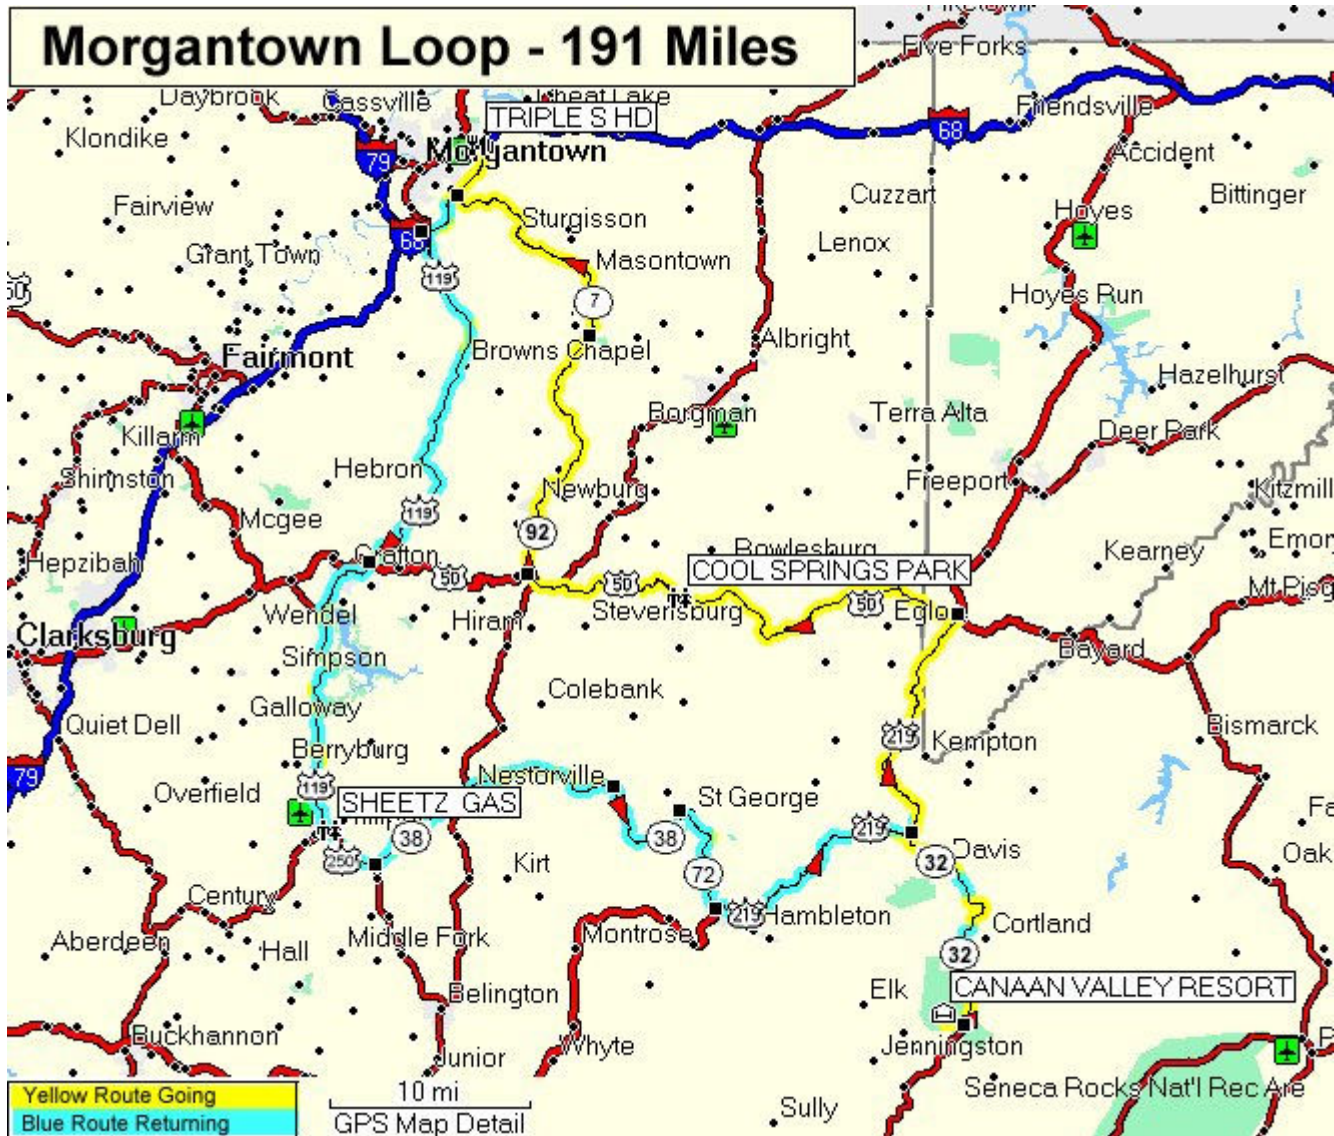 Morgantown Loop - 191 Miles
Five Forks
Daybrook
Cassville
Cheat Lake
Friendsville
TRIPLE S HD
68
Klondike
79
Morgantown
Accident
Cuzzart
Bittinger
Fairview
Sturgisson
Hoyes
68
Grant Town
Lenox
119
Masontown
7
Hoyes Run
Fairmont
Browns Chapel
Albright
Hazelhurst
Borgman
Terra Alta
Killarm
Deer Park
Hebron
Shinnston
Newburg
Freeport
Kitzmill
Mcgee
119
92
Hepzibah
Grafton
50
50
Bowlesburg
COOL SPRINGS PARK
Kearney
Emor
Wendel
Hiram
Stevensburg
50
Eglo
Mt Pisg
Clarksburg
Simpson
Bayard
Colebank
Galloway
Quiet Dell
Bismarck
Berryburg
219
Kempton
79
Overfield
119
Nestorville
St George
SHEETZ GAS
38
38
219
250
Kirt
72
32
Davis
Oak
Century
219
Hambleton
Cortland
Aberdeen
Hall
Middle Fork
Montrose
32
Belington
Elk
CANAAN VALLEY RESORT
Buckhannon
Junior
Whyte
Jenningston
Seneca Rocks Nat'l Rec Are
Yellow Route Going
10 mi
Blue Route Returning
GPS Map Detail
Sully